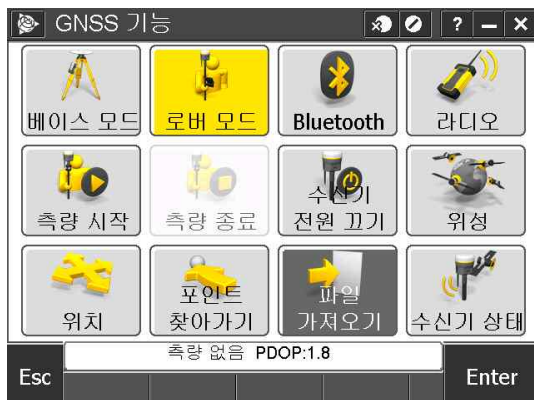 GNSS 기능
? – ×
베이스 모드
로버 모드
Bluetooth
라디오
측량 시작
측량 종료
수신기
전원 끄기
위성
위치
포인트
찾아가기
파일
가져오기
수신기 상태
측량 없음 PDOP:1.8
Esc
Enter